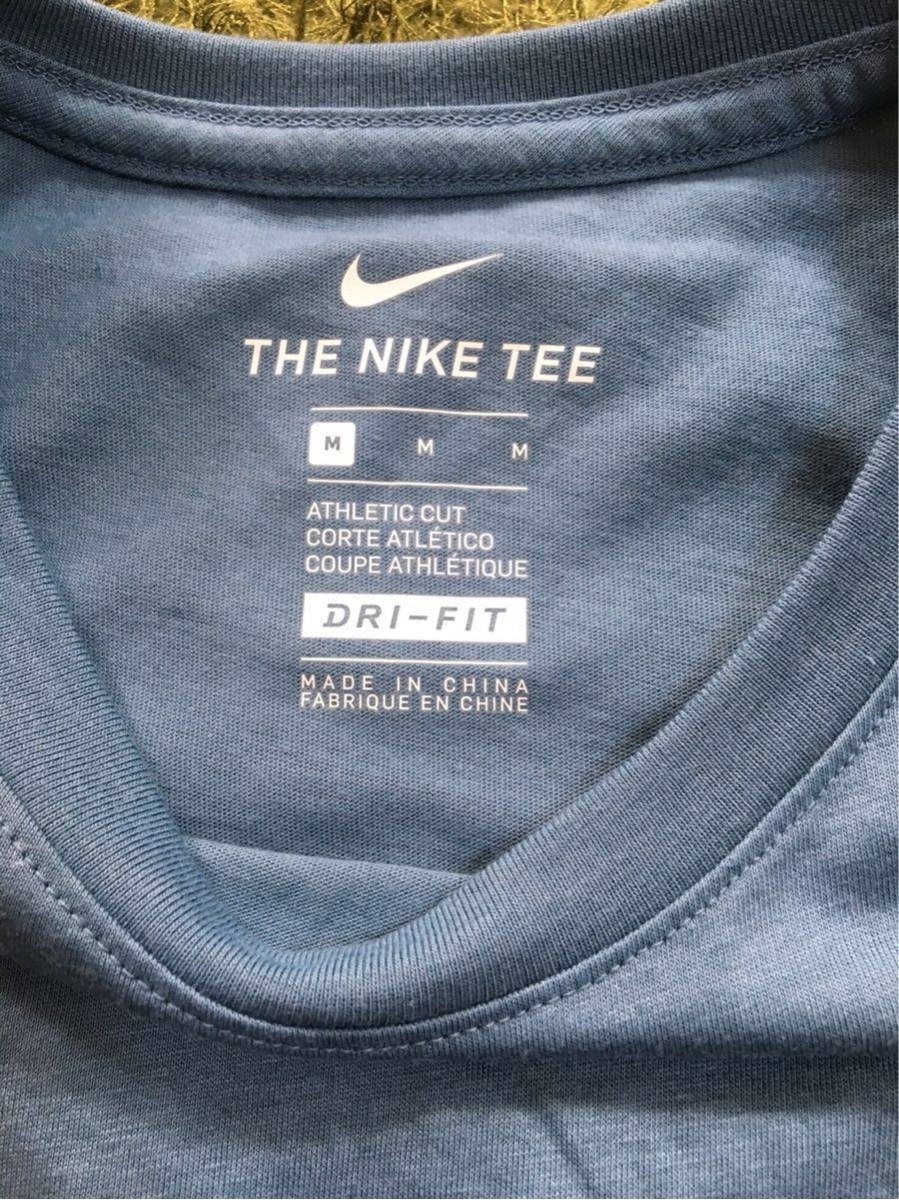 THE NIKE TEE
M M M
ATHLETIC CUT
CORTE ATLÉTICO
COUPE ATHLÉTIQUE
DRI-FIT
MADE IN CHINA
FABRIQUE EN CHINE